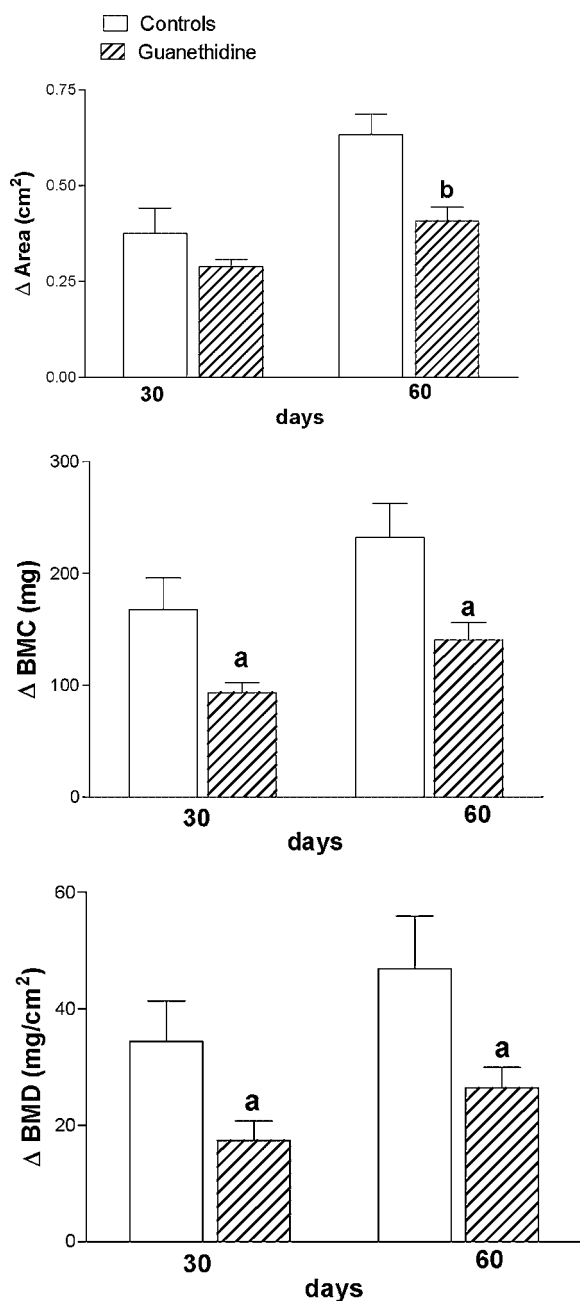 Controls
Guanethidine
Δ Area (cm²)
0.75
0.50
0.25
0.00
b
30
60
days
Δ BMC (mg)
300
200
100
0
a
a
30
60
days
Δ BMD (mg/cm²)
60
40
20
0
a
a
30
60
days